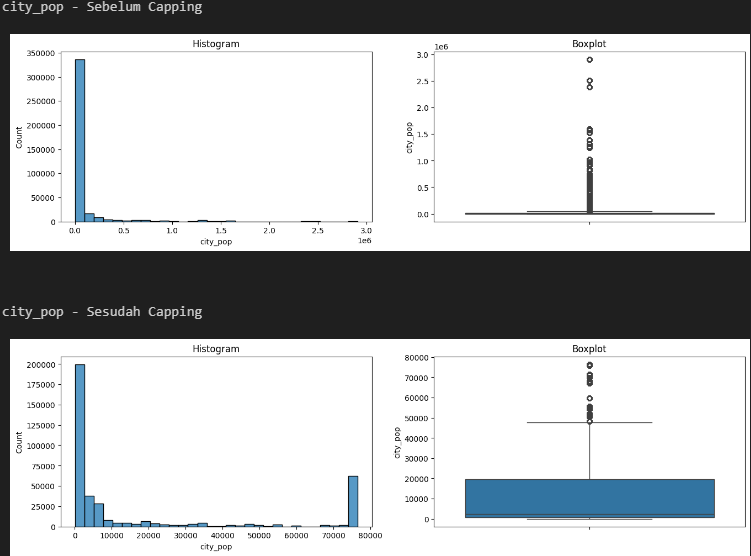 city_pop - Sebelum Capping
Histogram
350000
300000
250000
200000
150000
100000
50000
0
Count
0.0 0.5 1.0 1.5 2.0 2.5 3.0
1e6
city_pop
Boxplot
1e6
3.0
2.5
2.0
1.5
1.0
0.5
0.0
city_pop
city_pop - Sesudah Capping
Histogram
200000
175000
150000
125000
100000
75000
50000
25000
0
Count
0 10000 20000 30000 40000 50000 60000 70000 80000
city_pop
Boxplot
80000
70000
60000
50000
40000
30000
20000
10000
0
city_pop